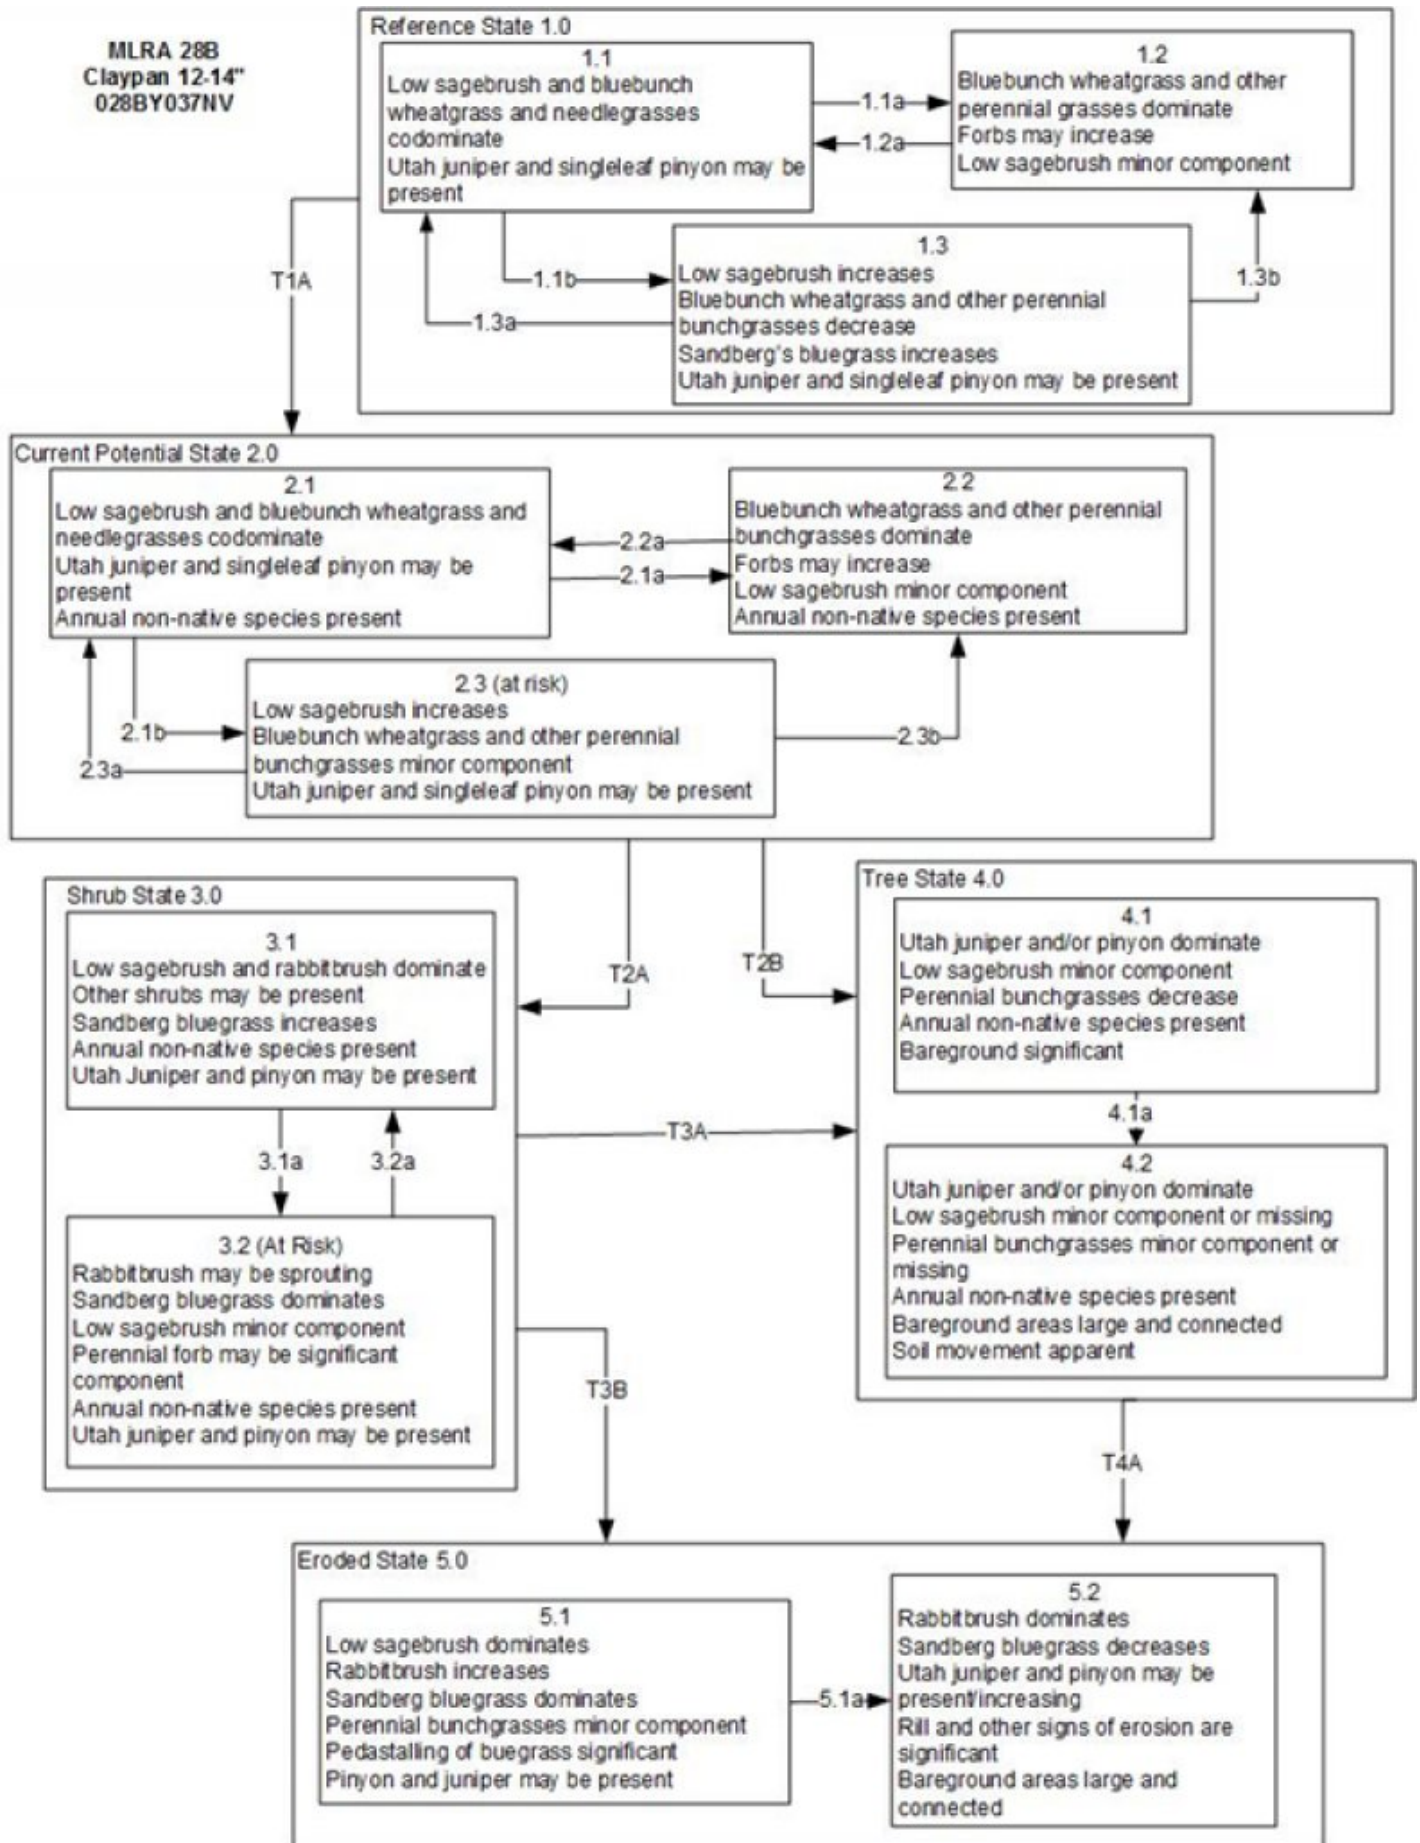 MLRA 28B
Claypan 12-14"
028BY037NV
Reference State 1.0
1.1
Low sagebrush and bluebunch
wheatgrass and needlegrasses
codominate
Utah juniper and singleleaf pinyon may be
present
1.1a
1.2a
1.2
Bluebunch wheatgrass and other
perennial grasses dominate
Forbs may increase
Low sagebrush minor component
1.1b
1.3a
1.3
Low sagebrush increases
Bluebunch wheatgrass and other perennial
bunchgrasses decrease
Sandberg's bluegrass increases
Utah juniper and singleleaf pinyon may be present
1.3b
T1A
Current Potential State 2.0
2.1
Low sagebrush and bluebunch wheatgrass and
needlegrasses codominate
Utah juniper and singleleaf pinyon may be
present
Annual non-native species present
2.2a
2.1a
2.2
Bluebunch wheatgrass and other perennial
bunchgrasses dominate
Forbs may increase
Low sagebrush minor component
Annual non-native species present
2.1b
2.3a
2.3 (at risk)
Low sagebrush increases
Bluebunch wheatgrass and other perennial
bunchgrasses minor component
Utah juniper and singleleaf pinyon may be present
2.3b
T2A
T2B
Shrub State 3.0
3.1
Low sagebrush and rabbitbrush dominate
Other shrubs may be present
Sandberg bluegrass increases
Annual non-native species present
Utah Juniper and pinyon may be present
3.1a
3.2a
3.2 (At Risk)
Rabbitbrush may be sprouting
Sandberg bluegrass dominates
Low sagebrush minor component
Perennial forb may be significant
component
Annual non-native species present
Utah juniper and pinyon may be present
T3A
T3B
Tree State 4.0
4.1
Utah juniper and/or pinyon dominate
Low sagebrush minor component
Perennial bunchgrasses decrease
Annual non-native species present
Bareground significant
4.1a
4.2
Utah juniper and/or pinyon dominate
Low sagebrush minor component or missing
Perennial bunchgrasses minor component or
missing
Annual non-native species present
Bareground areas large and connected
Soil movement apparent
T4A
Eroded State 5.0
5.1
Low sagebrush dominates
Rabbitbrush increases
Sandberg bluegrass dominates
Perennial bunchgrasses minor component
Pedastalling of buegrass significant
Pinyon and juniper may be present
5.1a
5.2
Rabbitbrush dominates
Sandberg bluegrass decreases
Utah juniper and pinyon may be
present/increasing
Rill and other signs of erosion are
significant
Bareground areas large and
connected